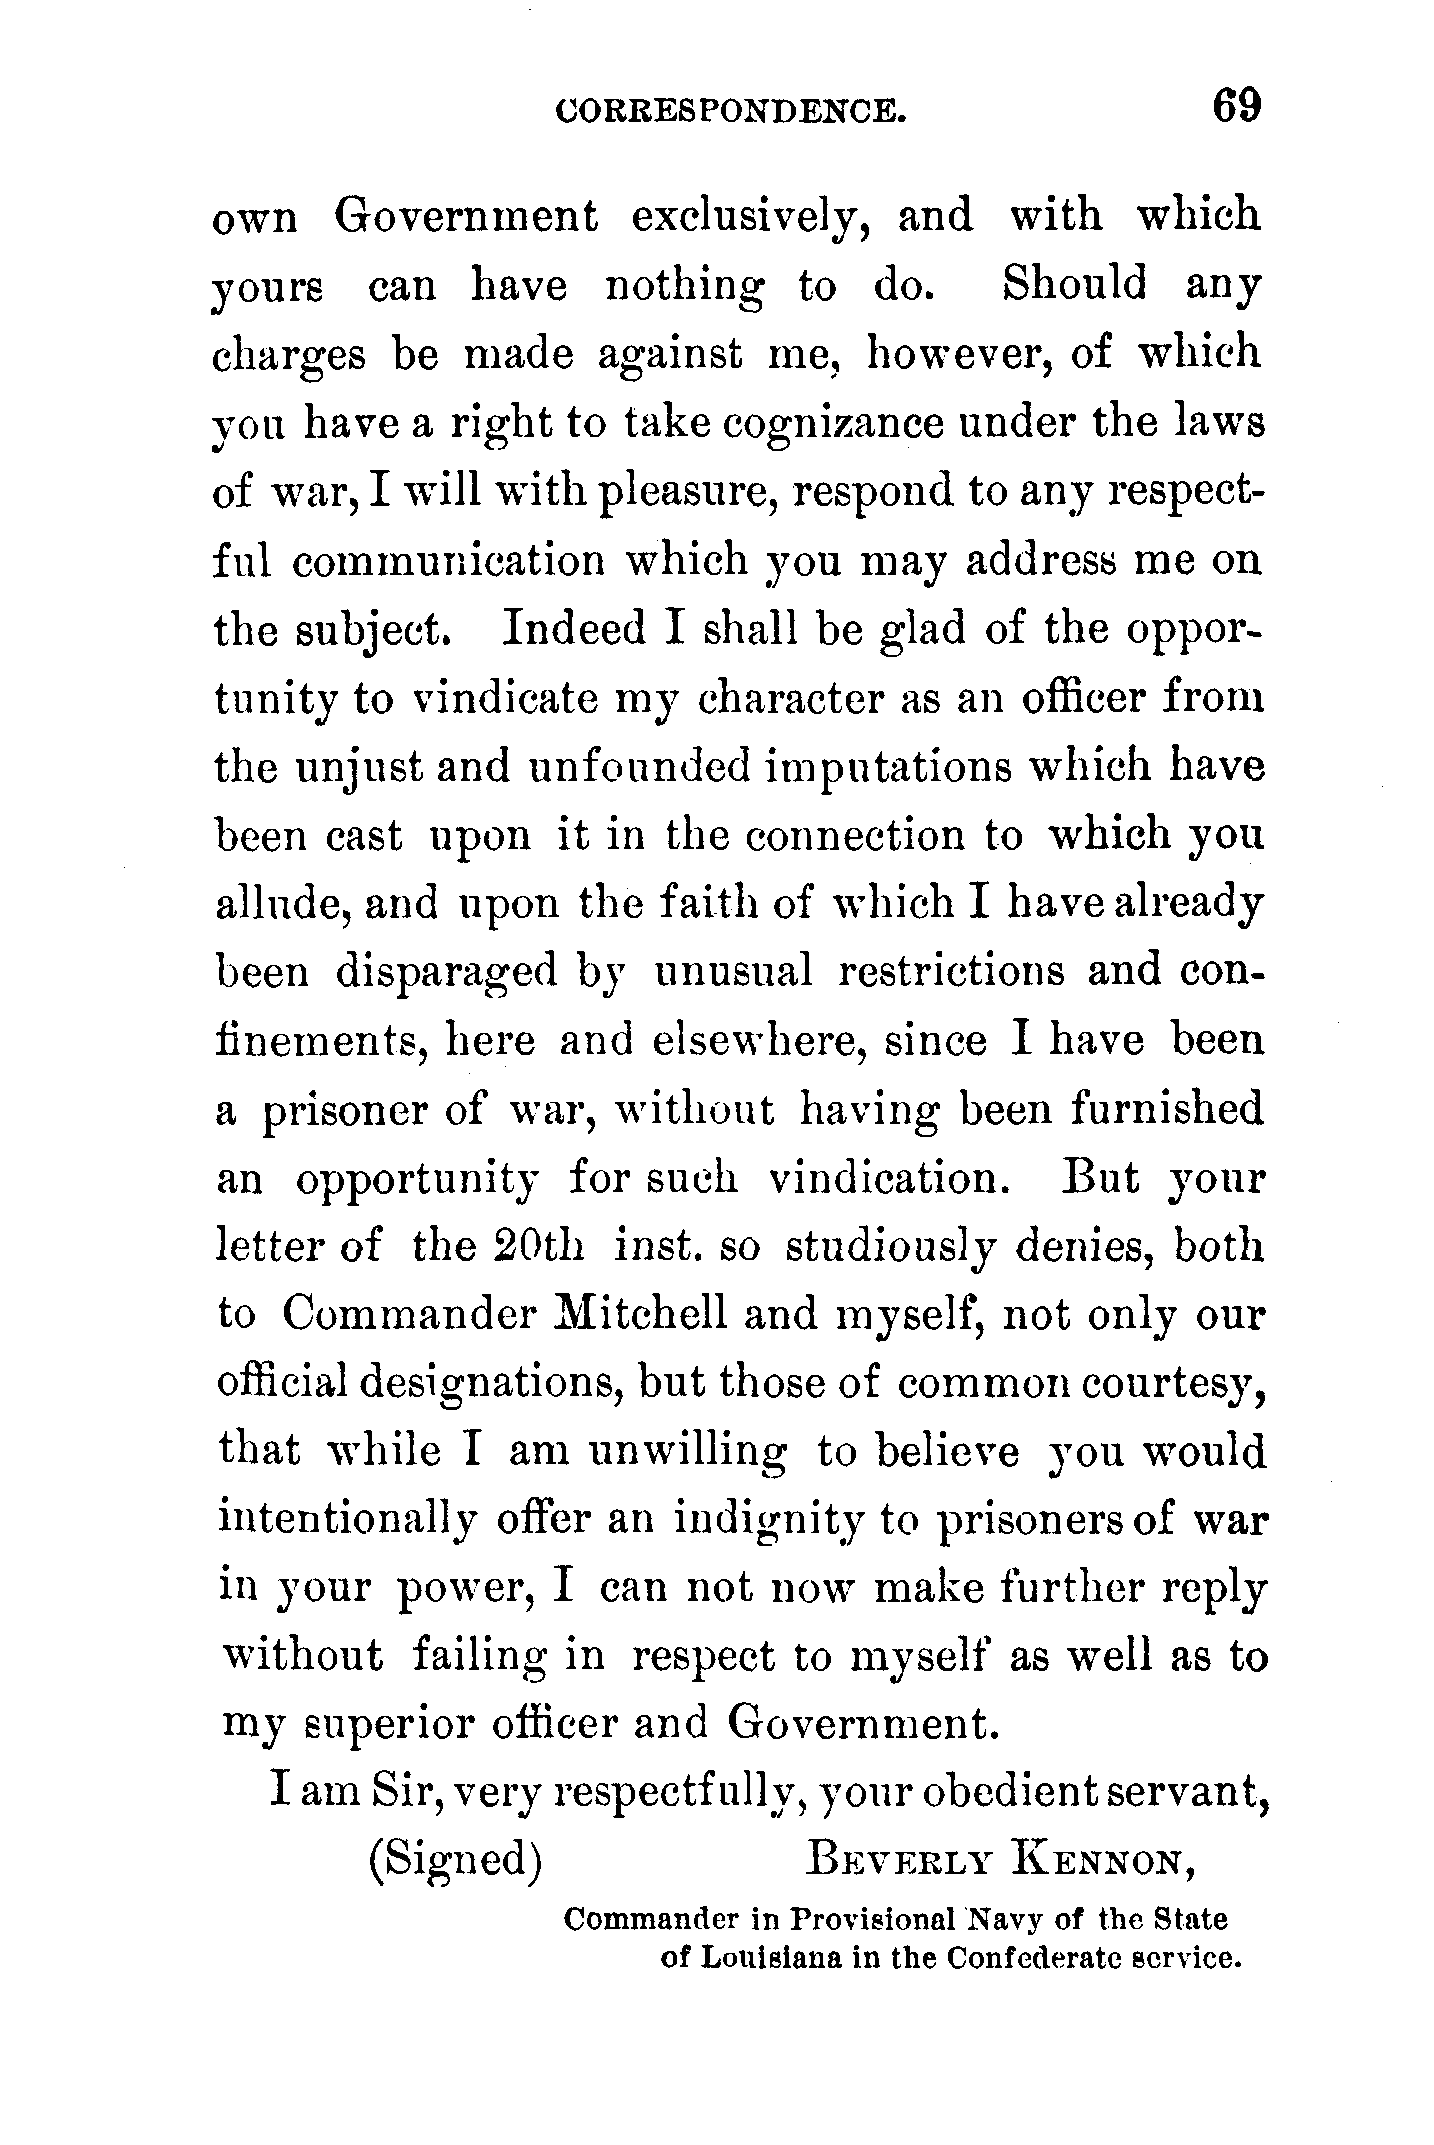 CORRESPONDENCE. 69
own Government exclusively, and with which
yours can have nothing to do. Should any
charges be made against me, however, of which
you have a right to take cognizance under the laws
of war, I will with pleasure, respond to any respect-
ful communication which you may address me on
the subject. Indeed I shall be glad of the oppor-
tunity to vindicate my character as an officer from
the unjust and unfounded imputations which have
been cast upon it in the connection to which you
allude, and upon the faith of which I have already
been disparaged by unusual restrictions and con-
finements, here and elsewhere, since I have been
a prisoner of war, without having been furnished
an opportunity for such vindication. But your
letter of the 20th inst. so studiously denies, both
to Commander Mitchell and myself, not only our
official designations, but those of common courtesy,
that while I am unwilling to believe you would
intentionally offer an indignity to prisoners of war
in your power, I can not now make further reply
without failing in respect to myself as well as to
my superior officer and Government.
I am Sir, very respectfully, your obedient servant,
(Signed) BEVERLY KENNON,
Commander in Provisional Navy of the State
of Louisiana in the Confederate service.